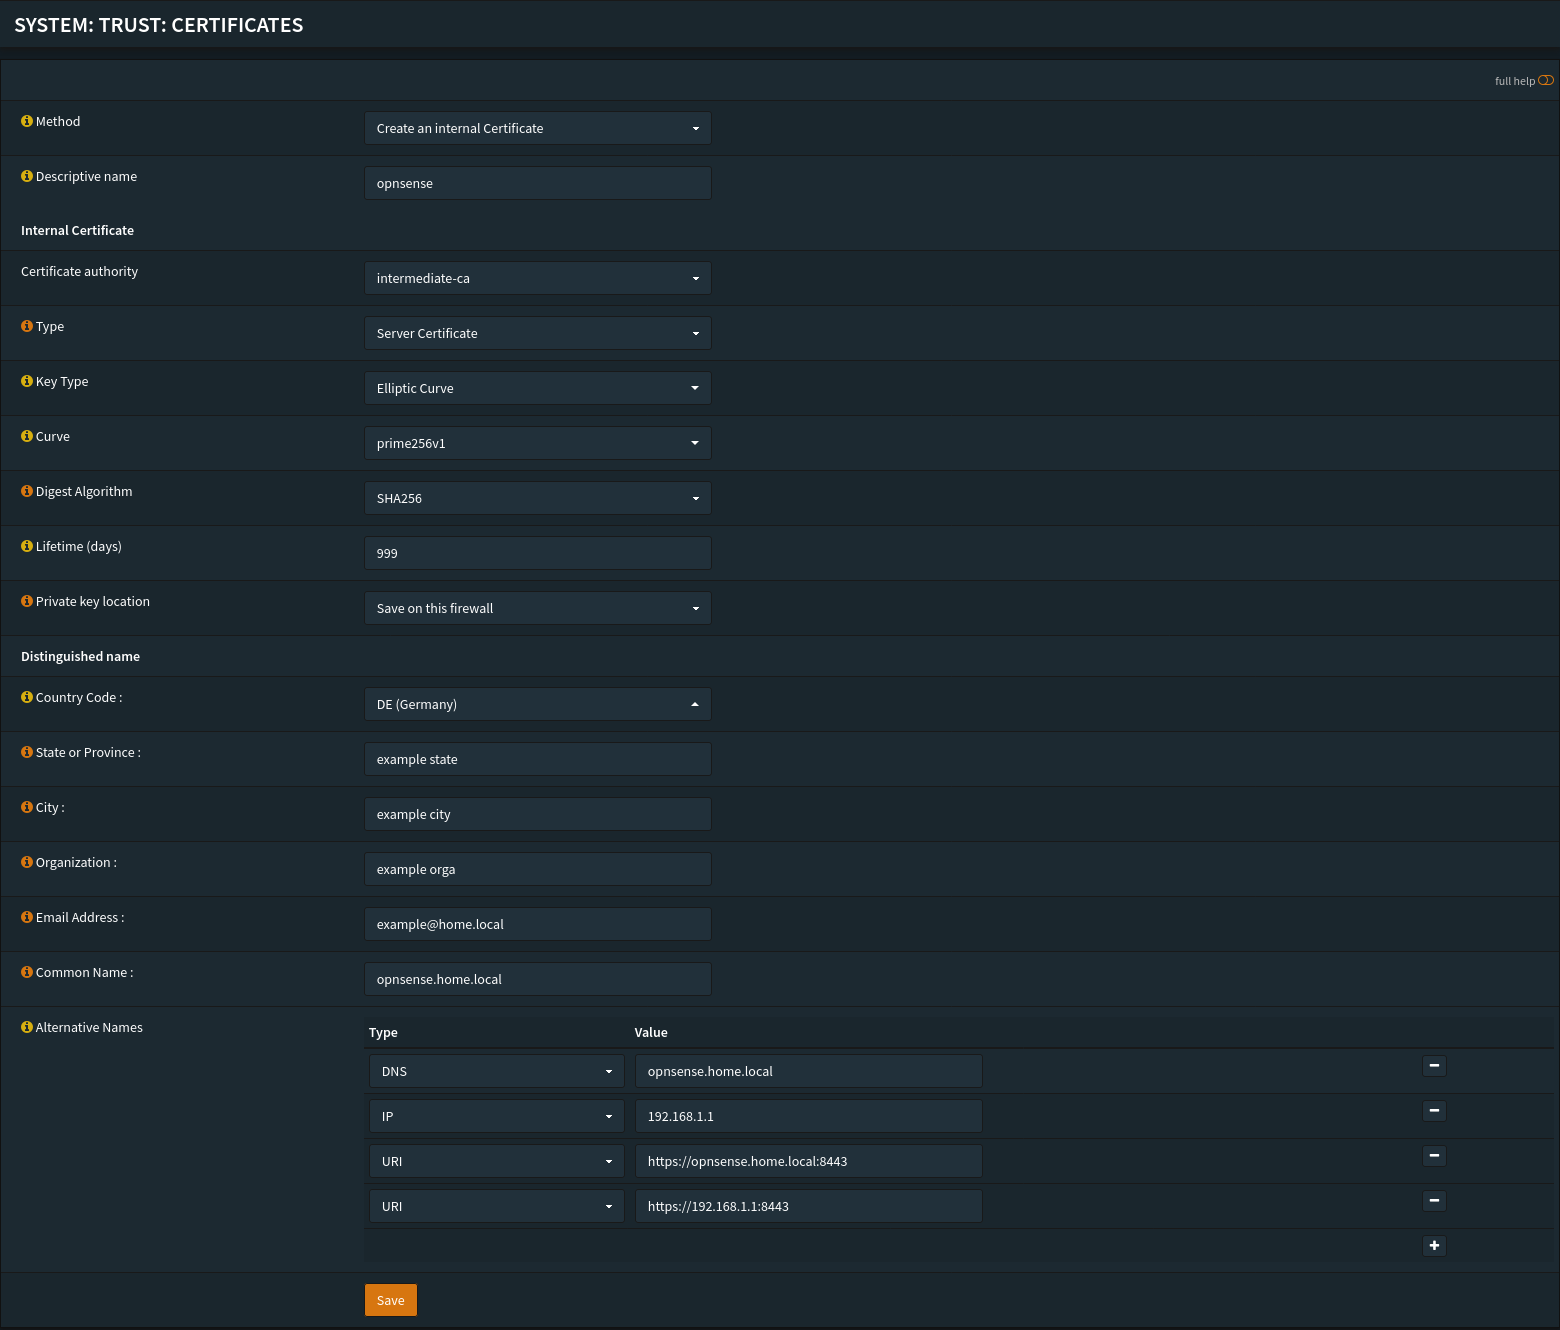 SYSTEM: TRUST: CERTIFICATES
full help
Method
Create an internal Certificate
Descriptive name
opnsense
Internal Certificate
Certificate authority
intermediate-ca
Type
Server Certificate
Key Type
Elliptic Curve
Curve
prime256v1
Digest Algorithm
SHA256
Lifetime (days)
999
Private key location
Save on this firewall
Distinguished name
Country Code :
DE (Germany)
State or Province :
example state
City :
example city
Organization :
example orga
Email Address :
example@home.local
Common Name :
opnsense.home.local
Alternative Names
Type Value
DNS opnsense.home.local
IP 192.168.1.1
URI https://opnsense.home.local:8443
URI https://192.168.1.1:8443
Save